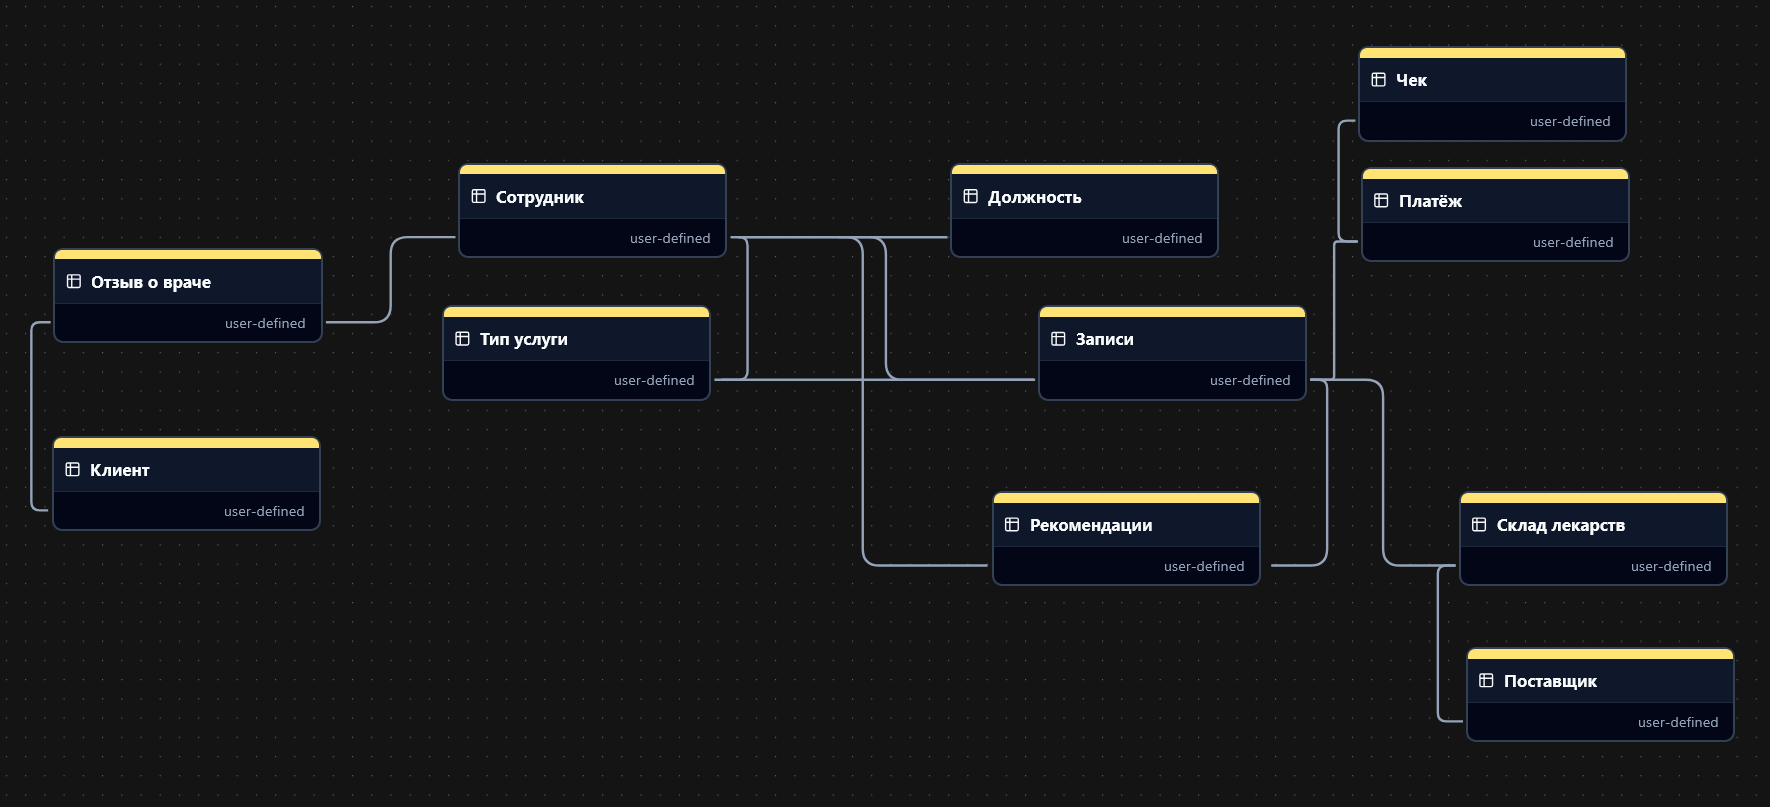 Чек
user-defined
Платёж
user-defined
Сотрудник
user-defined
Должность
user-defined
Отзыв о враче
user-defined
Тип услуги
user-defined
Записи
user-defined
Клиент
user-defined
Рекомендации
user-defined
Склад лекарств
user-defined
Поставщик
user-defined